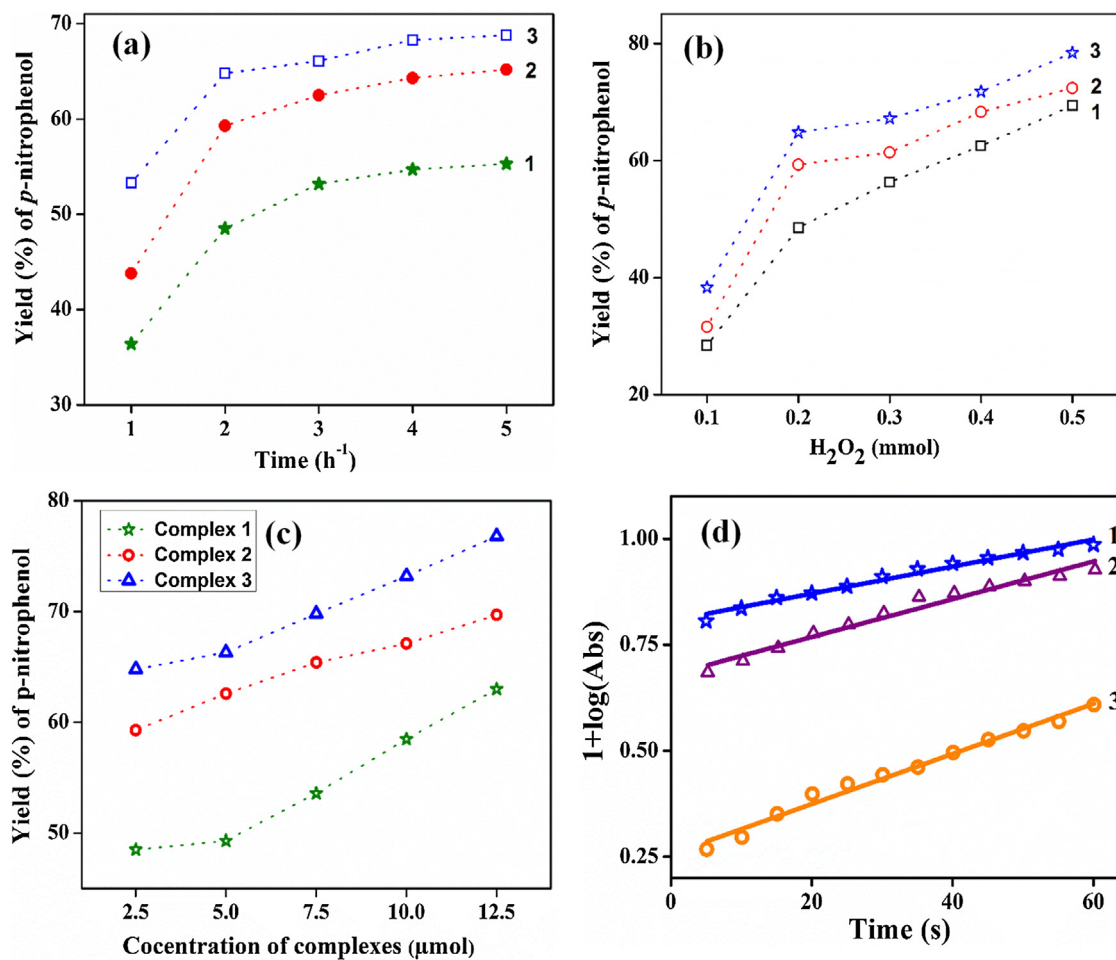 (a)
Yield (%) of p-nitrophenol
70
60
50
40
30
3
2
1
1 2 3 4 5
Time (h⁻¹)
(b)
Yield (%) of p-nitrophenol
80
60
40
20
3
2
1
0.1 0.2 0.3 0.4 0.5
H₂O₂ (mmol)
(c)
Complex 1
Complex 2
Complex 3
Yield (%) of p-nitrophenol
80
70
60
50
2.5 5.0 7.5 10.0 12.5
Cocentration of complexes (μmol)
(d)
1+log(Abs)
1.00
0.75
0.50
0.25
1
2
3
0 20 40 60
Time (s)